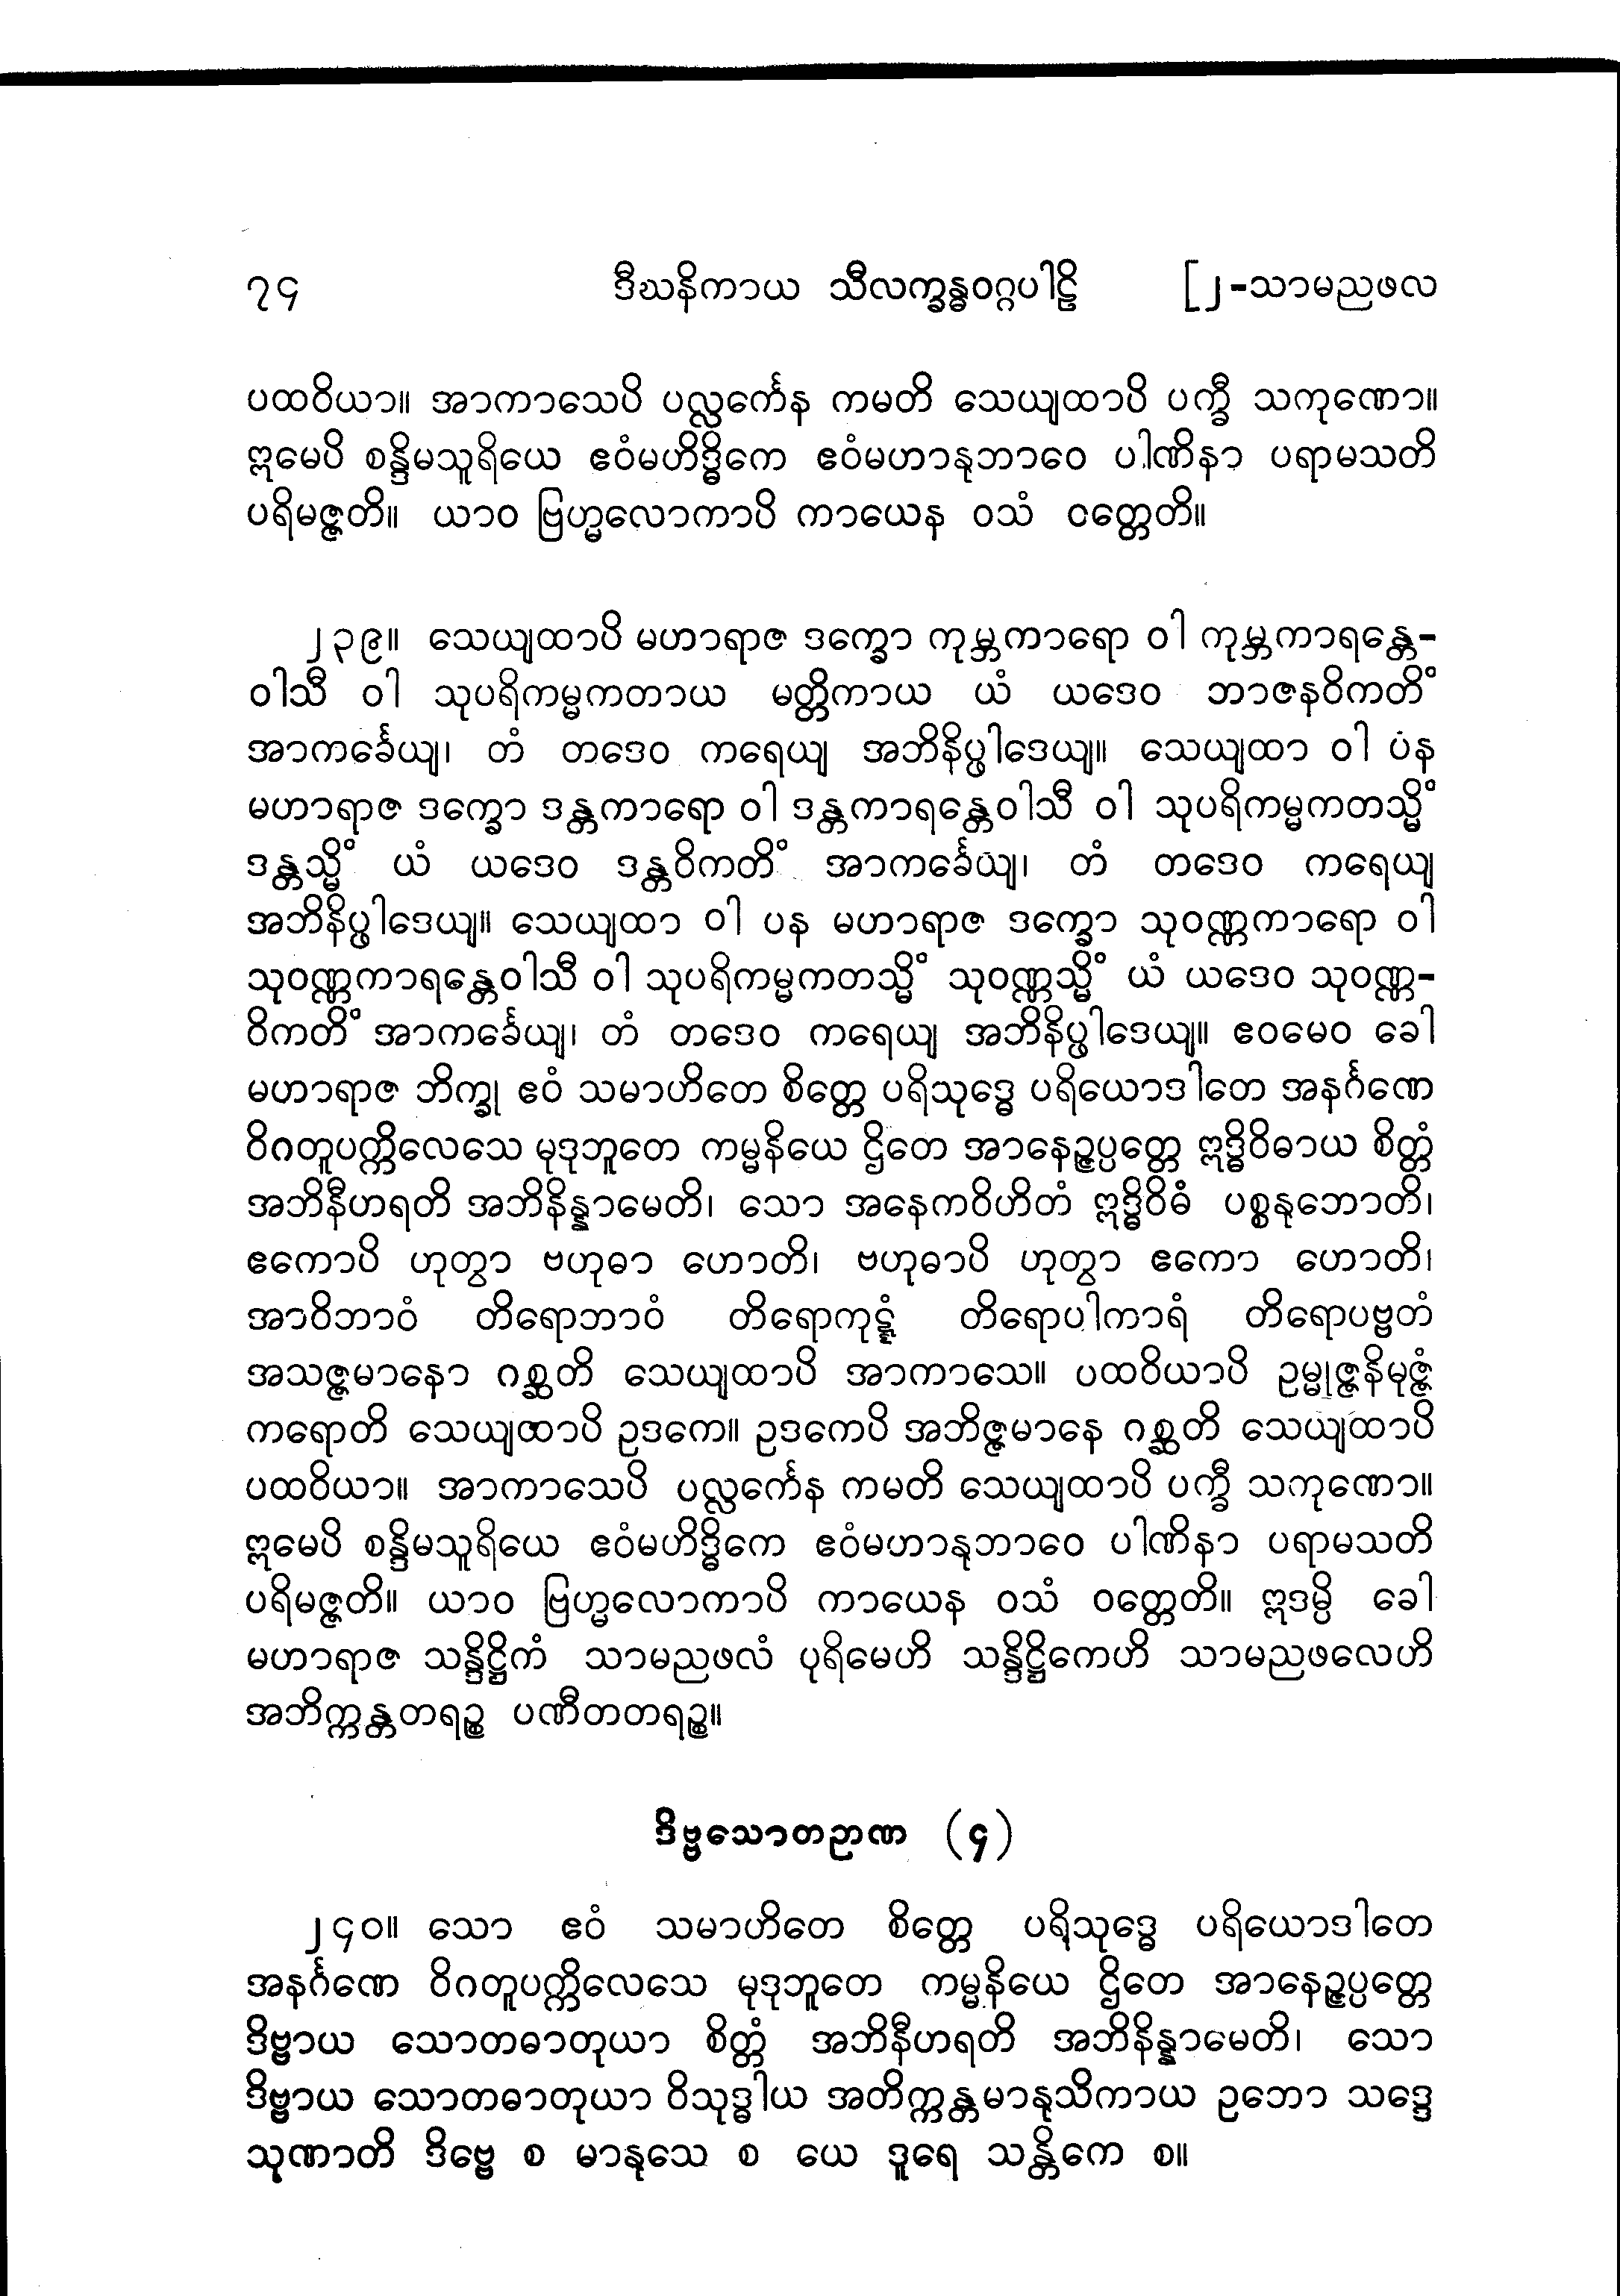 ၇၄ ဒီဃနိကာယ သီလက္ခန္ဓဝဂ္ဂပါဠိ [၂-သာမညဖလ
ပထဝိယာ။ အာကာသေပိ ပလ္လင်္ကေန ကမတိ သေယျထာပိ ပက္ခီ သကုဏော။
ဣမေပိ စန္ဒိမသူရိယေ ဧဝံမဟိဒ္ဓိကေ ဧဝံမဟာနုဘာဝေ ပါဏိနာ ပရာမသတိ
ပရိမဇ္ဇတိ။ ယာဝ ဗြဟ္မလောကာပိ ကာယေန ဝသံ ဝတ္တေတိ။
၂၃၉။ သေယျထာပိ မဟာရာဇ ဒက္ခော ကုမ္ဘကာရော ဝါ ကုမ္ဘကာရန္တေ-
ဝါသီ ဝါ သုပရိကမ္မကတာယ မတ္တိကာယ ယံ ယဒေဝ ဘာဇနဝိကတိံ
အာကင်္ခေယျ၊ တံ တဒေဝ ကရေယျ အဘိနိပ္ဖါဒေယျ။ သေယျထာ ဝါ ပန
မဟာရာဇ ဒက္ခော ဒန္တကာရော ဝါ ဒန္တကာရန္တေဝါသီ ဝါ သုပရိကမ္မကတသ္မိံ
ဒန္တသ္မိံ ယံ ယဒေဝ ဒန္တဝိကတိံ အာကင်္ခေယျ၊ တံ တဒေဝ ကရေယျ
အဘိနိပ္ဖါဒေယျ။ သေယျထာ ဝါ ပန မဟာရာဇ ဒက္ခော သုဝဏ္ဏကာရော ဝါ
သုဝဏ္ဏကာရန္တေဝါသီ ဝါ သုပရိကမ္မကတသ္မိံ သုဝဏ္ဏသ္မိံ ယံ ယဒေဝ သုဝဏ္ဏ-
ဝိကတိံ အာကင်္ခေယျ၊ တံ တဒေဝ ကရေယျ အဘိနိပ္ဖါဒေယျ။ ဧဝမေဝ ခေါ
မဟာရာဇ ဘိက္ခု ဧဝံ သမာဟိတေ စိတ္တေ ပရိသုဒ္ဓေ ပရိယောဒါတေ အနင်္ဂဏေ
ဝိဂတူပက္ကိလေသေ မုဒုဘူတေ ကမ္မနိယေ ဌိတေ အာနေဉ္ဇပ္ပတ္တေ ဣဒ္ဓိဝိဓာယ စိတ္တံ
အဘိနီဟရတိ အဘိနိန္နာမေတိ၊ သော အနေကဝိဟိတံ ဣဒ္ဓိဝိဓံ ပစ္စနုဘောတိ၊
ဧကောပိ ဟုတွာ ဗဟုဓာ ဟောတိ၊ ဗဟုဓာပိ ဟုတွာ ဧကော ဟောတိ၊
အာဝိဘာဝံ တိရောဘာဝံ တိရောကုဋ္ဋံ တိရောပါကာရံ တိရောပဗ္ဗတံ
အသဇ္ဇမာနော ဂစ္ဆတိ သေယျထာပိ အာကာသေ။ ပထဝိယာပိ ဥမ္မုဇ္ဇနိမုဇ္ဇံ
ကရောတိ သေယျထာပိ ဥဒကေ။ ဥဒကေပိ အဘိဇ္ဇမာနေ ဂစ္ဆတိ သေယျထာပိ
ပထဝိယာ။ အာကာသေပိ ပလ္လင်္ကေန ကမတိ သေယျထာပိ ပက္ခီ သကုဏော။
ဣမေပိ စန္ဒိမသူရိယေ ဧဝံမဟိဒ္ဓိကေ ဧဝံမဟာနုဘာဝေ ပါဏိနာ ပရာမသတိ
ပရိမဇ္ဇတိ။ ယာဝ ဗြဟ္မလောကာပိ ကာယေန ဝသံ ဝတ္တေတိ။ ဣဒမ္ပိ ခေါ
မဟာရာဇ သန္ဒိဋ္ဌိကံ သာမညဖလံ ပုရိမေဟိ သန္ဒိဋ္ဌိကေဟိ သာမညဖလေဟိ
အဘိက္ကန္တတရဉ္စ ပဏီတတရဉ္စ။
ဒိဗ္ဗသောတဉာဏ (၄)
၂၄၀။ သော ဧဝံ သမာဟိတေ စိတ္တေ ပရိသုဒ္ဓေ ပရိယောဒါတေ
အနင်္ဂဏေ ဝိဂတူပက္ကိလေသေ မုဒုဘူတေ ကမ္မနိယေ ဌိတေ အာနေဉ္ဇပ္ပတ္တေ
ဒိဗ္ဗာယ သောတဓာတုယာ စိတ္တံ အဘိနီဟရတိ အဘိနိန္နာမေတိ၊ သော
ဒိဗ္ဗာယ သောတဓာတုယာ ဝိသုဒ္ဓါယ အတိက္ကန္တမာနုသိကာယ ဥဘော သဒ္ဒေ
သုဏာတိ ဒိဗ္ဗေ စ မာနုသေ စ ယေ ဒူရေ သန္တိကေ စ။